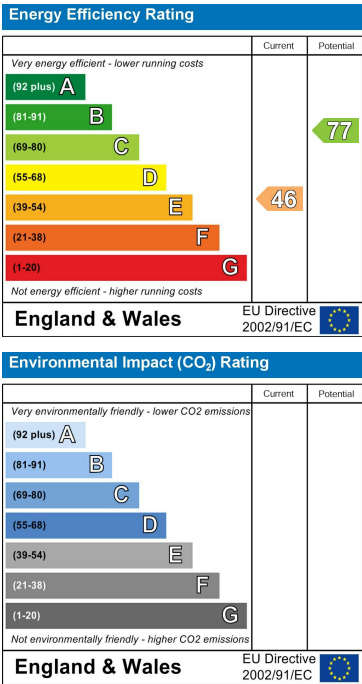 Energy Efficiency Rating
Current Potential
Very energy efficient - lower running costs
(92 plus) A
(81-91) B
(69-80) C
(55-68) D
(39-54) E
(21-38) F
(1-20) G
77
46
Not energy efficient - higher running costs
England & Wales
EU Directive
2002/91/EC
Environmental Impact (CO₂) Rating
Current Potential
Very environmentally friendly - lower CO2 emissions
(92 plus) A
(81-91) B
(69-80) C
(55-68) D
(39-54) E
(21-38) F
(1-20) G
Not environmentally friendly - higher CO2 emissions
England & Wales
EU Directive
2002/91/EC